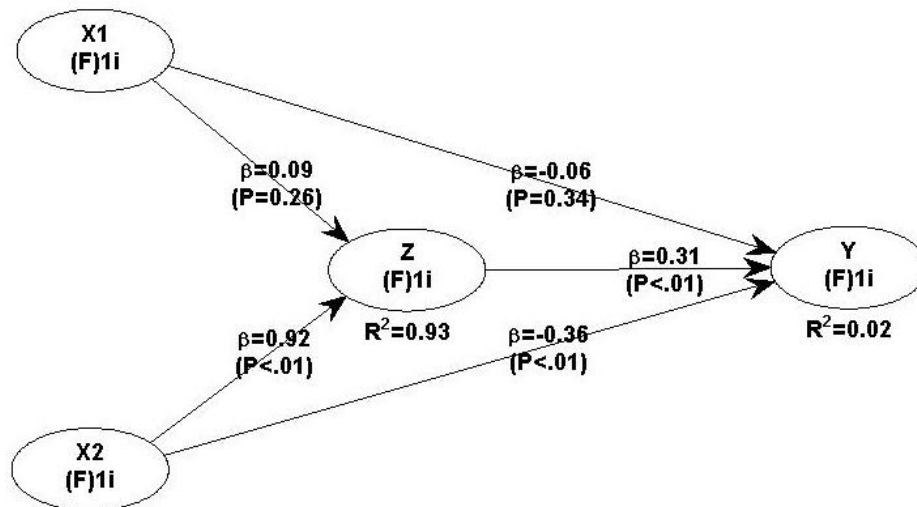 X1
(F)1i
β=0.09
(P=0.26)
β=-0.06
(P=0.34)
Z
(F)1i
R²=0.93
β=0.31
(P<.01)
Y
(F)1i
R²=0.02
β=0.92
(P<.01)
β=-0.36
(P<.01)
X2
(F)1i